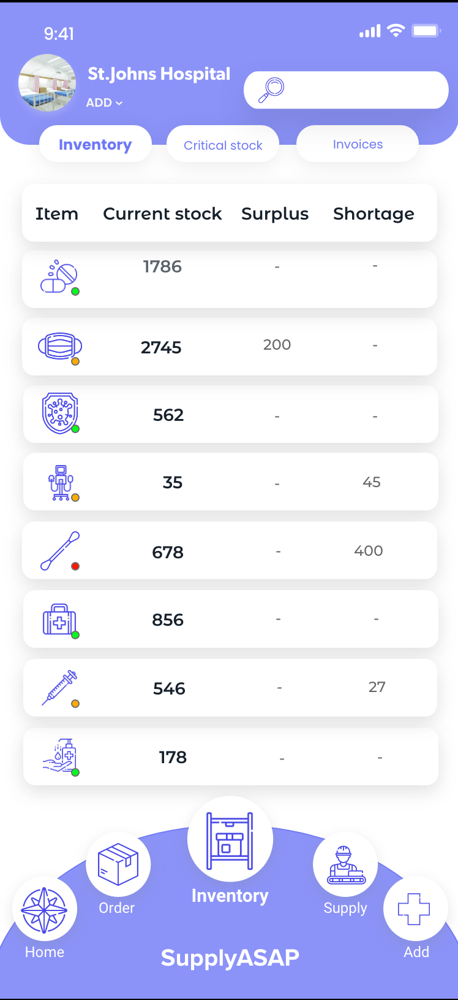 9:41
St.Johns Hospital
ADD
Inventory Critical stock Invoices
Item Current stock Surplus Shortage
1786 - -
2745 200 -
562 - -
35 - 45
678 - 400
856 - -
546 - 27
178 - -
Inventory
Order Supply
Home Add
SupplyASAP